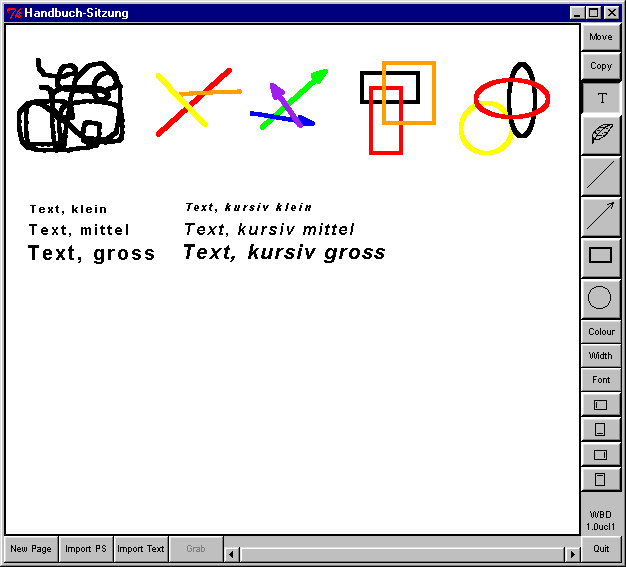 Handbuch-Sitzung
Move
Copy
T
Text, klein
Text, kursiv klein
Text, mittel
Text, kursiv mittel
Text, gross
Text, kursiv gross
Colour
Width
Font
WBD
1.0ucl1
New Page
Import PS
Import Text
Grab
Quit